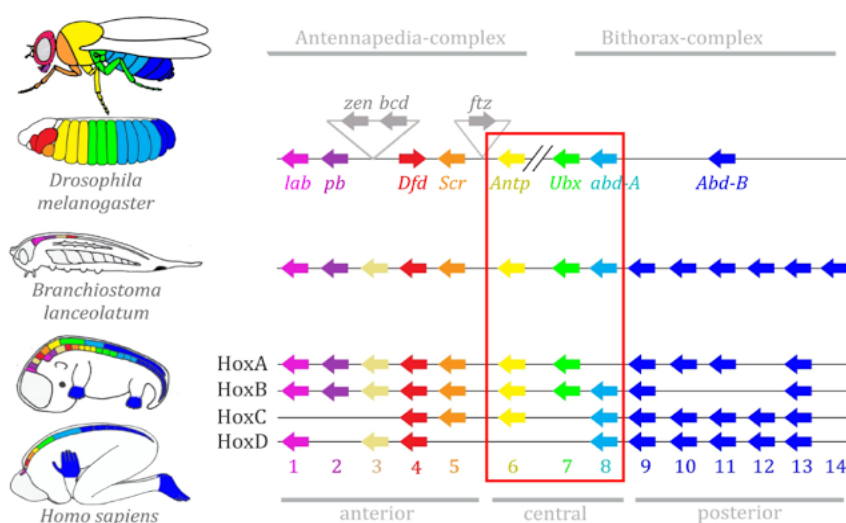 Antennapedia-complex Bithorax-complex
zen bcd ftz
lab pb Dfd Scr Antp Ubx abd-A Abd-B
Drosophila
melanogaster
Branchiostoma
lanceolatum
HoxA
HoxB
HoxC
HoxD
1 2 3 4 5 6 7 8 9 10 11 12 13 14
anterior central posterior
Homo sapiens